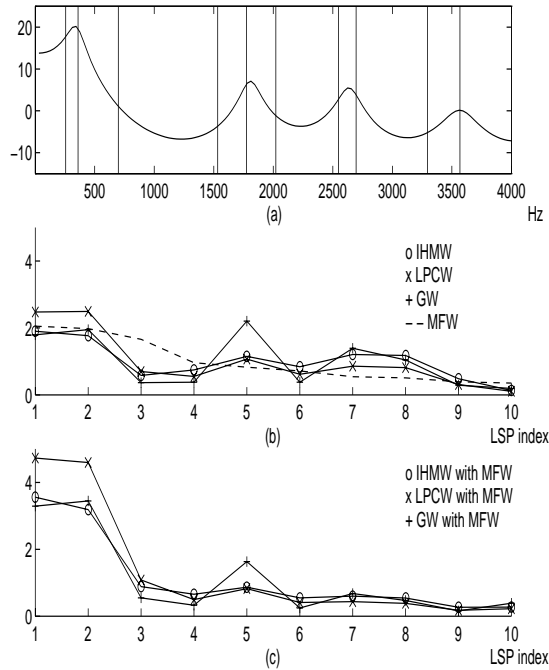 20
10
0
−10
500 1000 1500 2000 2500 3000 3500 4000
(a)
Hz
4
2
0
o IHMW
x LPCW
+ GW
-- MFW
1 2 3 4 5 6 7 8 9 10
(b)
LSP index
4
2
0
o IHMW with MFW
x LPCW with MFW
+ GW with MFW
1 2 3 4 5 6 7 8 9 10
LSP index
(c)